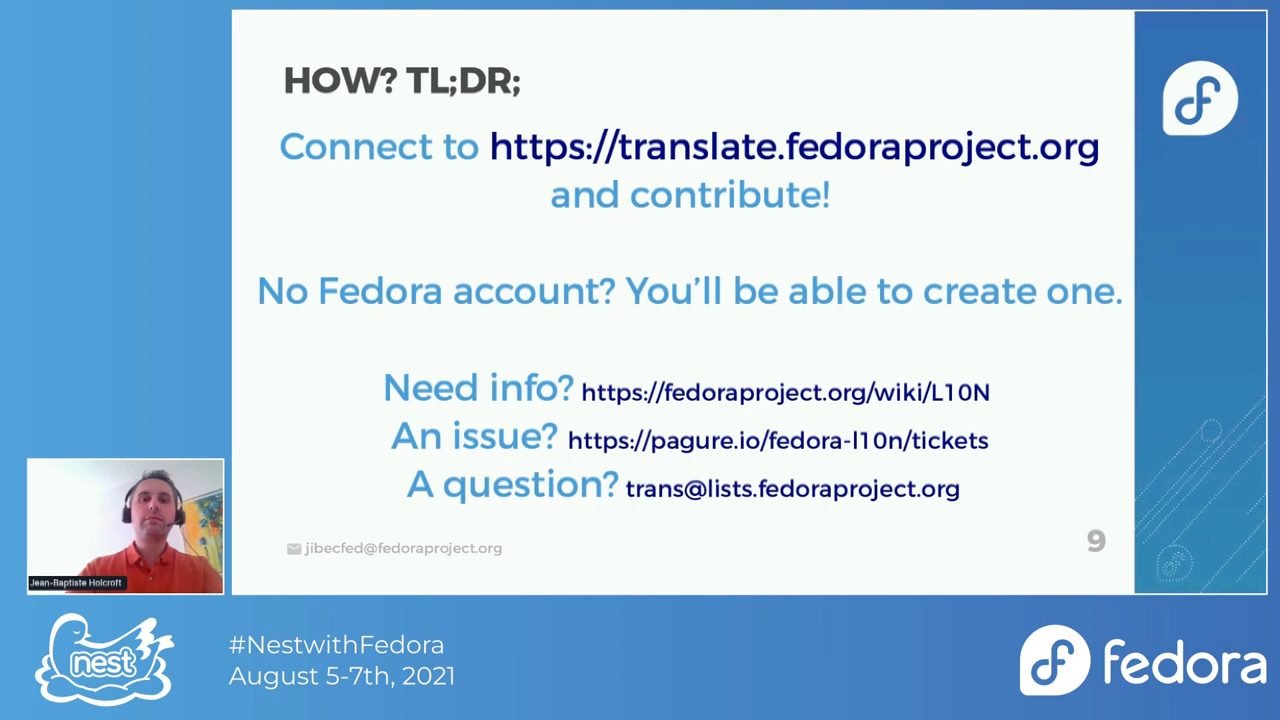 HOW? TL;DR;
Connect to https://translate.fedoraproject.org
and contribute!
No Fedora account? You'll be able to create one.
Need info? https://fedoraproject.org/wiki/L10N
An issue? https://pagure.io/fedora-l10n/tickets
A question? trans@lists.fedoraproject.org
jibecfed@fedoraproject.org
9
Jean-Baptiste Holcroft
nest
#NestwithFedora
August 5-7th, 2021
fedora